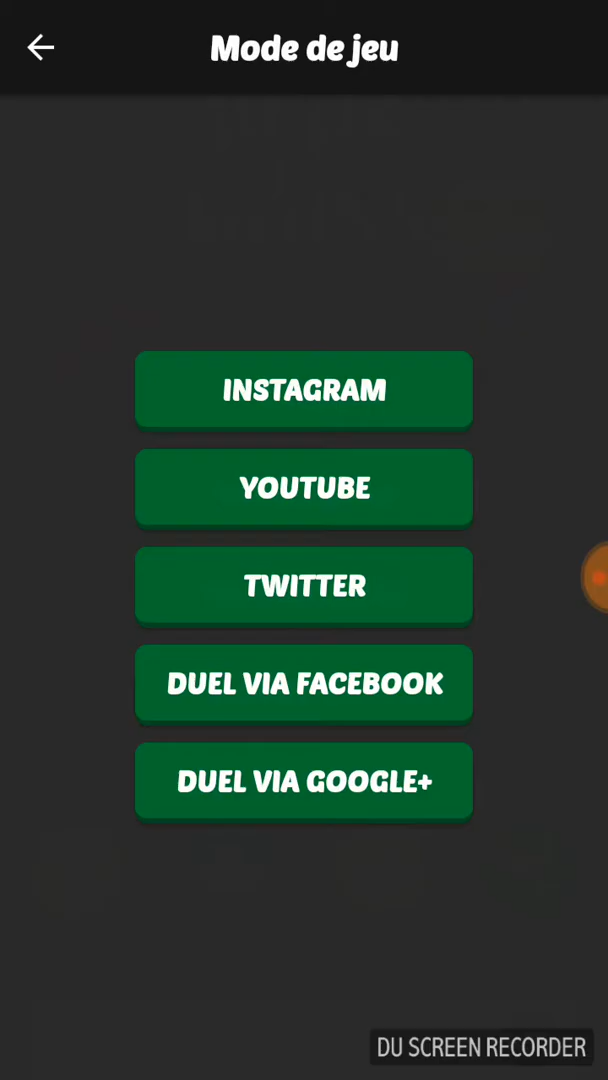 Mode de jeu
INSTAGRAM
YOUTUBE
TWITTER
DUEL VIA FACEBOOK
DUEL VIA GOOGLE+
DU SCREEN RECORDER